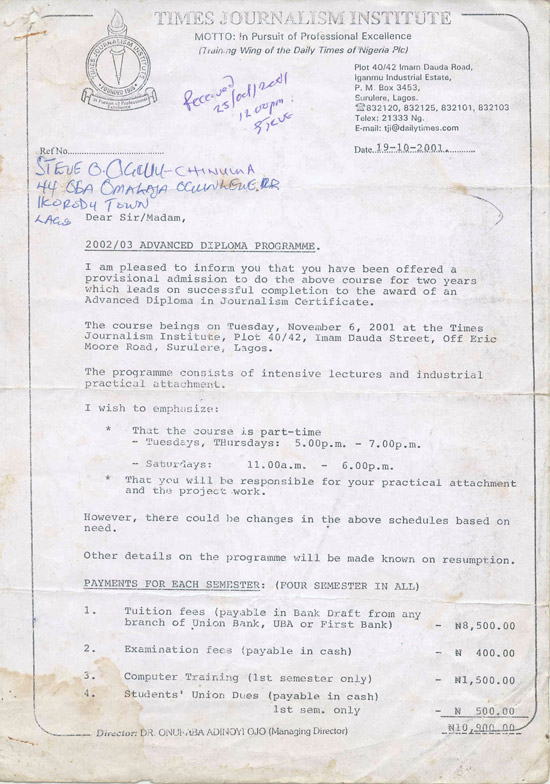 TIMES JOURNALISM INSTITUTE
MOTTO: In Pursuit of Professional Excellence
(Training Wing of the Daily Times of Nigeria Plc)
TIMES JOURNALISM INSTITUTE
In Pursuit of Professional Excellence
Plot 40/42 Imam Dauda Road,
Iganmu Industrial Estate,
P. M. Box 3453,
Surulere, Lagos.
☎832120, 832125, 832101, 832103
Telex: 21333 Ng.
E-mail: tji@dailytimes.com
Received
25/01/2001
12.00pm.
STEVE
Ref No.
Date 19-10-2001.
STEVE O. OGULU-CHINUWA
44 OBA OMALAJA
IKORODU TOWN
LAGOS
Dear Sir/Madam,
2002/03 ADVANCED DIPLOMA PROGRAMME.
I am pleased to inform you that you have been offered a
provisional admission to do the above course for two years
which leads on successful completion to the award of an
Advanced Diploma in Journalism Certificate.
The course beings on Tuesday, November 6, 2001 at the Times
Journalism Institute, Plot 40/42, Imam Dauda Street, Off Eric
Moore Road, Surulere, Lagos.
The programme consists of intensive lectures and industrial
practical attachment.
I wish to emphasize:
* That the course is part-time
- Tuesdays, THursdays: 5.00p.m. - 7.00p.m.
- Saturdays: 11.00a.m. - 6.00p.m.
* That you will be responsible for your practical attachment
and the project work.
However, there could be changes in the above schedules based on
need.
Other details on the programme will be made known on resumption.
PAYMENTS FOR EACH SEMESTER: (FOUR SEMESTER IN ALL)
1. Tuition fees (payable in Bank Draft from any
branch of Union Bank, UBA or First Bank) - ₦8,500.00
2. Examination fees (payable in cash) - ₦ 400.00
3. Computer Training (1st semester only) - ₦1,500.00
4. Students' Union Dues (payable in cash)
1st sem. only - ₦ 500.00
₦10,900.00
Director: DR. ONUKABA ADINOYI OJO (Managing Director)